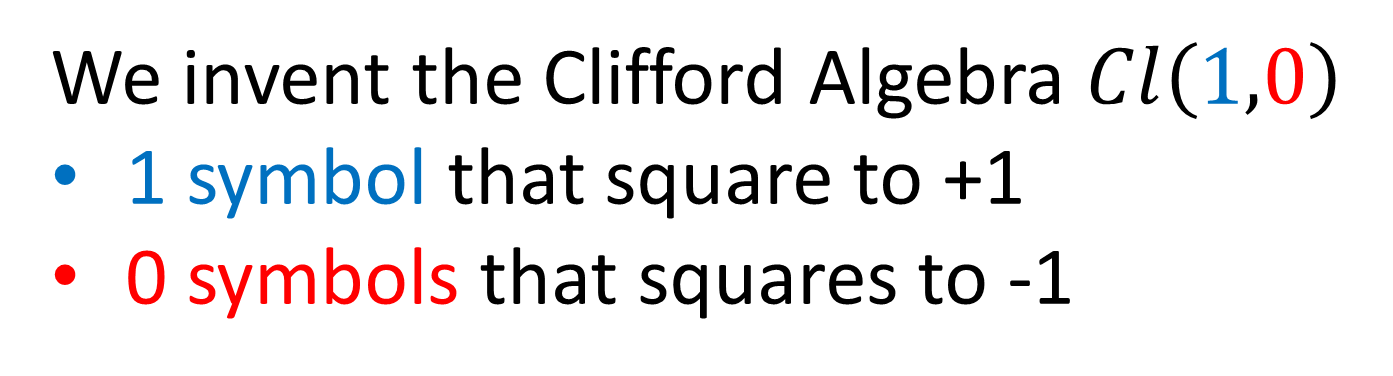 We invent the Clifford Algebra Cl(1,0)
• 1 symbol that square to +1
• 0 symbols that squares to -1